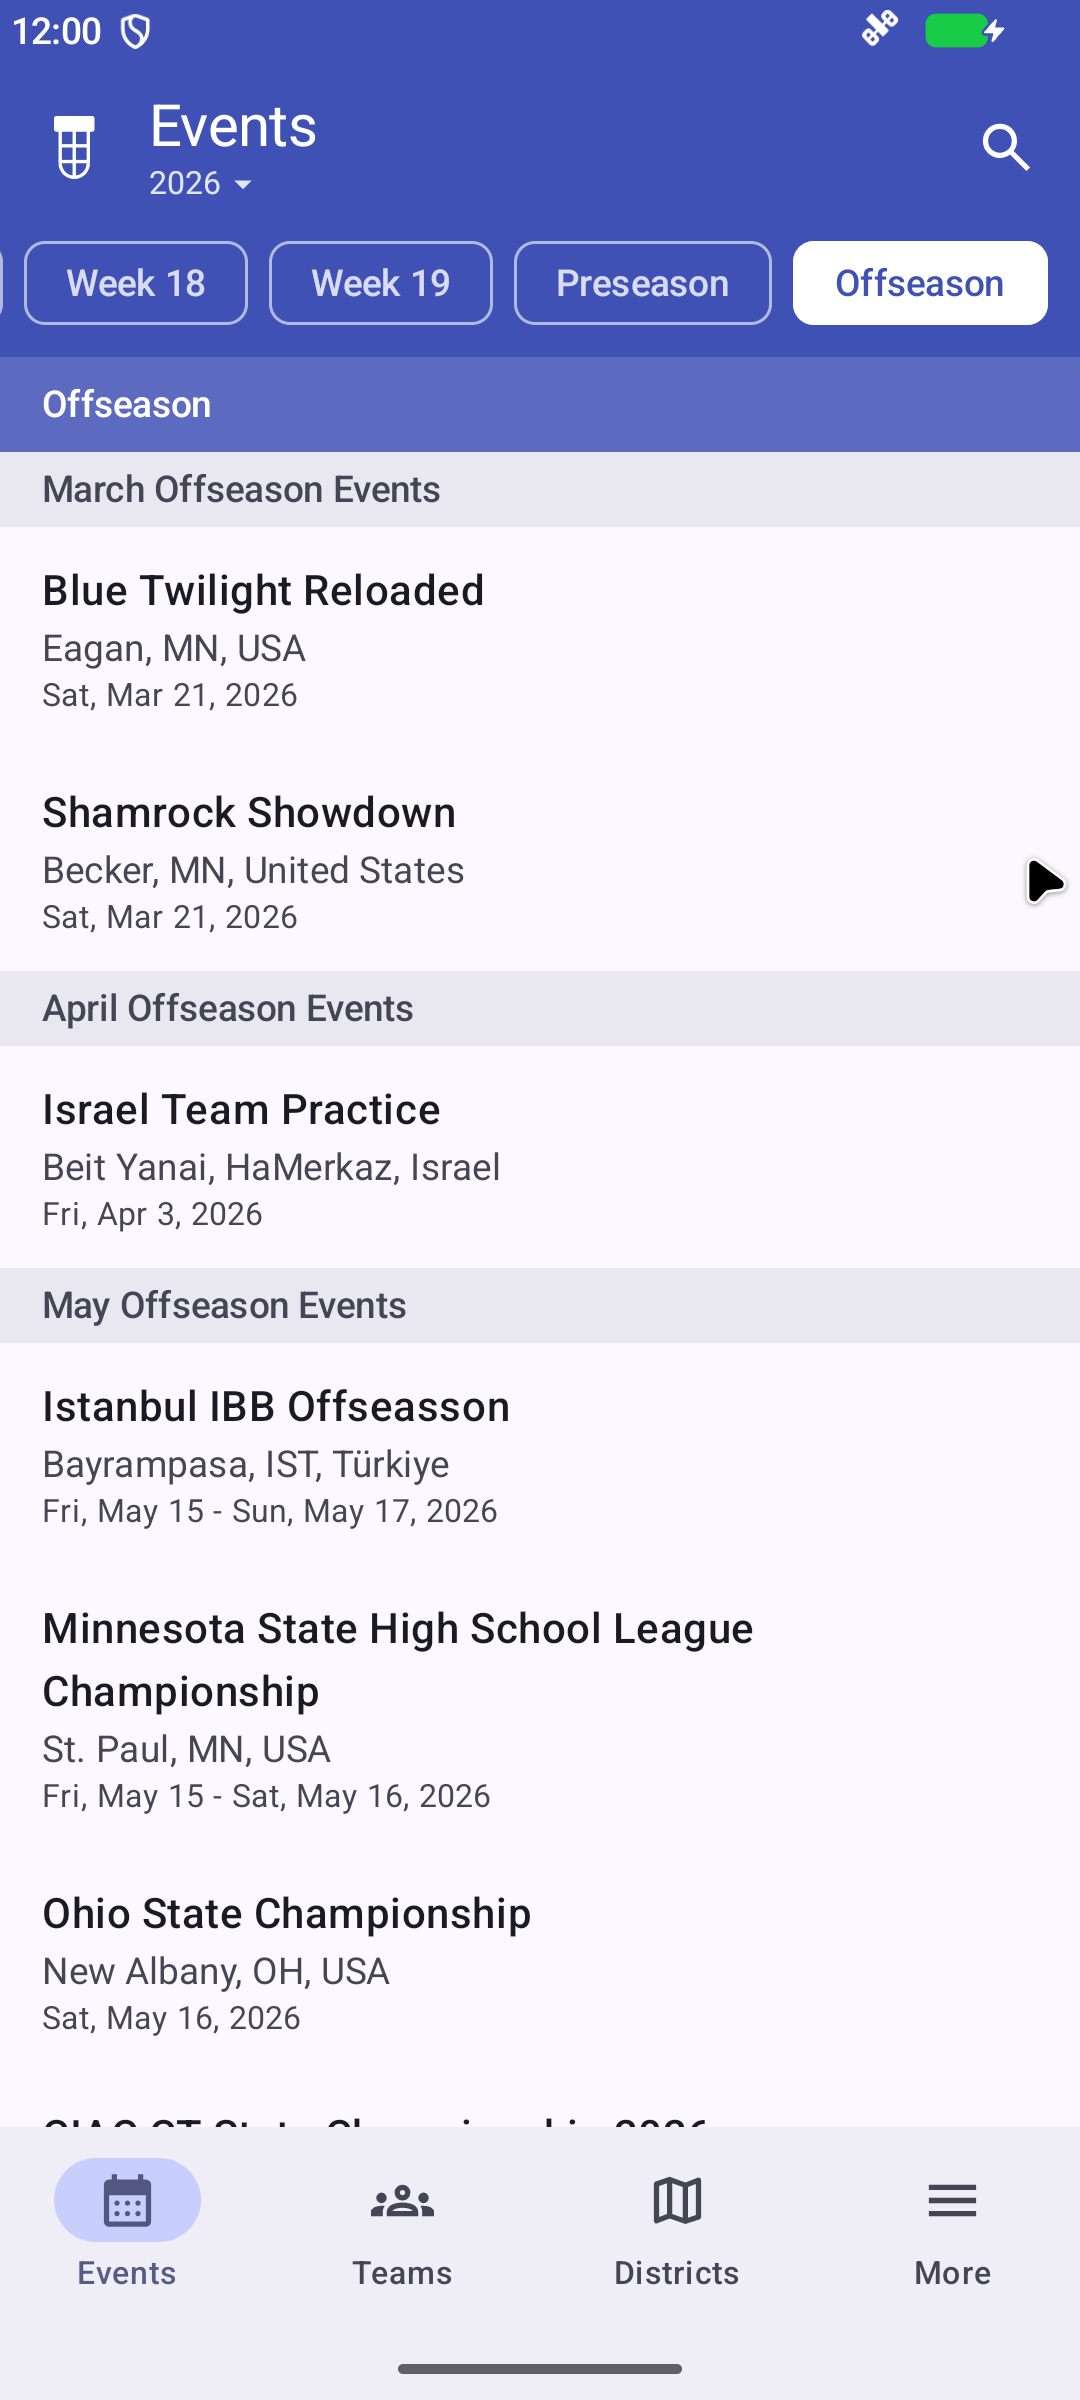 12:00
Events
2026
Week 18
Week 19
Preseason
Offseason
Offseason
March Offseason Events
Blue Twilight Reloaded
Eagan, MN, USA
Sat, Mar 21, 2026
Shamrock Showdown
Becker, MN, United States
Sat, Mar 21, 2026
April Offseason Events
Israel Team Practice
Beit Yanai, HaMerkaz, Israel
Fri, Apr 3, 2026
May Offseason Events
Istanbul IBB Offseasson
Bayrampasa, IST, Türkiye
Fri, May 15 - Sun, May 17, 2026
Minnesota State High School League
Championship
St. Paul, MN, USA
Fri, May 15 - Sat, May 16, 2026
Ohio State Championship
New Albany, OH, USA
Sat, May 16, 2026
Events
Teams
Districts
More